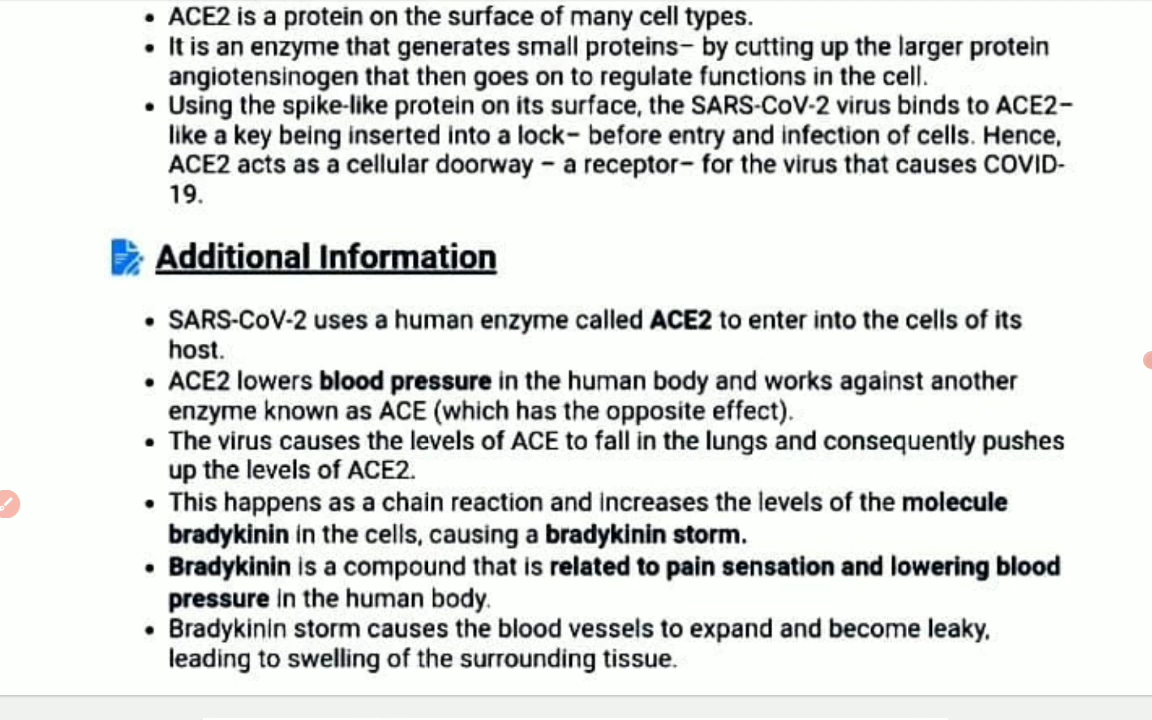 • ACE2 is a protein on the surface of many cell types.
• It is an enzyme that generates small proteins– by cutting up the larger protein
angiotensinogen that then goes on to regulate functions in the cell.
• Using the spike-like protein on its surface, the SARS-CoV-2 virus binds to ACE2–
like a key being inserted into a lock– before entry and infection of cells. Hence,
ACE2 acts as a cellular doorway – a receptor– for the virus that causes COVID-
19.
Additional Information
• SARS-CoV-2 uses a human enzyme called ACE2 to enter into the cells of its
host.
• ACE2 lowers blood pressure in the human body and works against another
enzyme known as ACE (which has the opposite effect).
• The virus causes the levels of ACE to fall in the lungs and consequently pushes
up the levels of ACE2.
• This happens as a chain reaction and increases the levels of the molecule
bradykinin in the cells, causing a bradykinin storm.
• Bradykinin is a compound that is related to pain sensation and lowering blood
pressure in the human body.
• Bradykinin storm causes the blood vessels to expand and become leaky,
leading to swelling of the surrounding tissue.